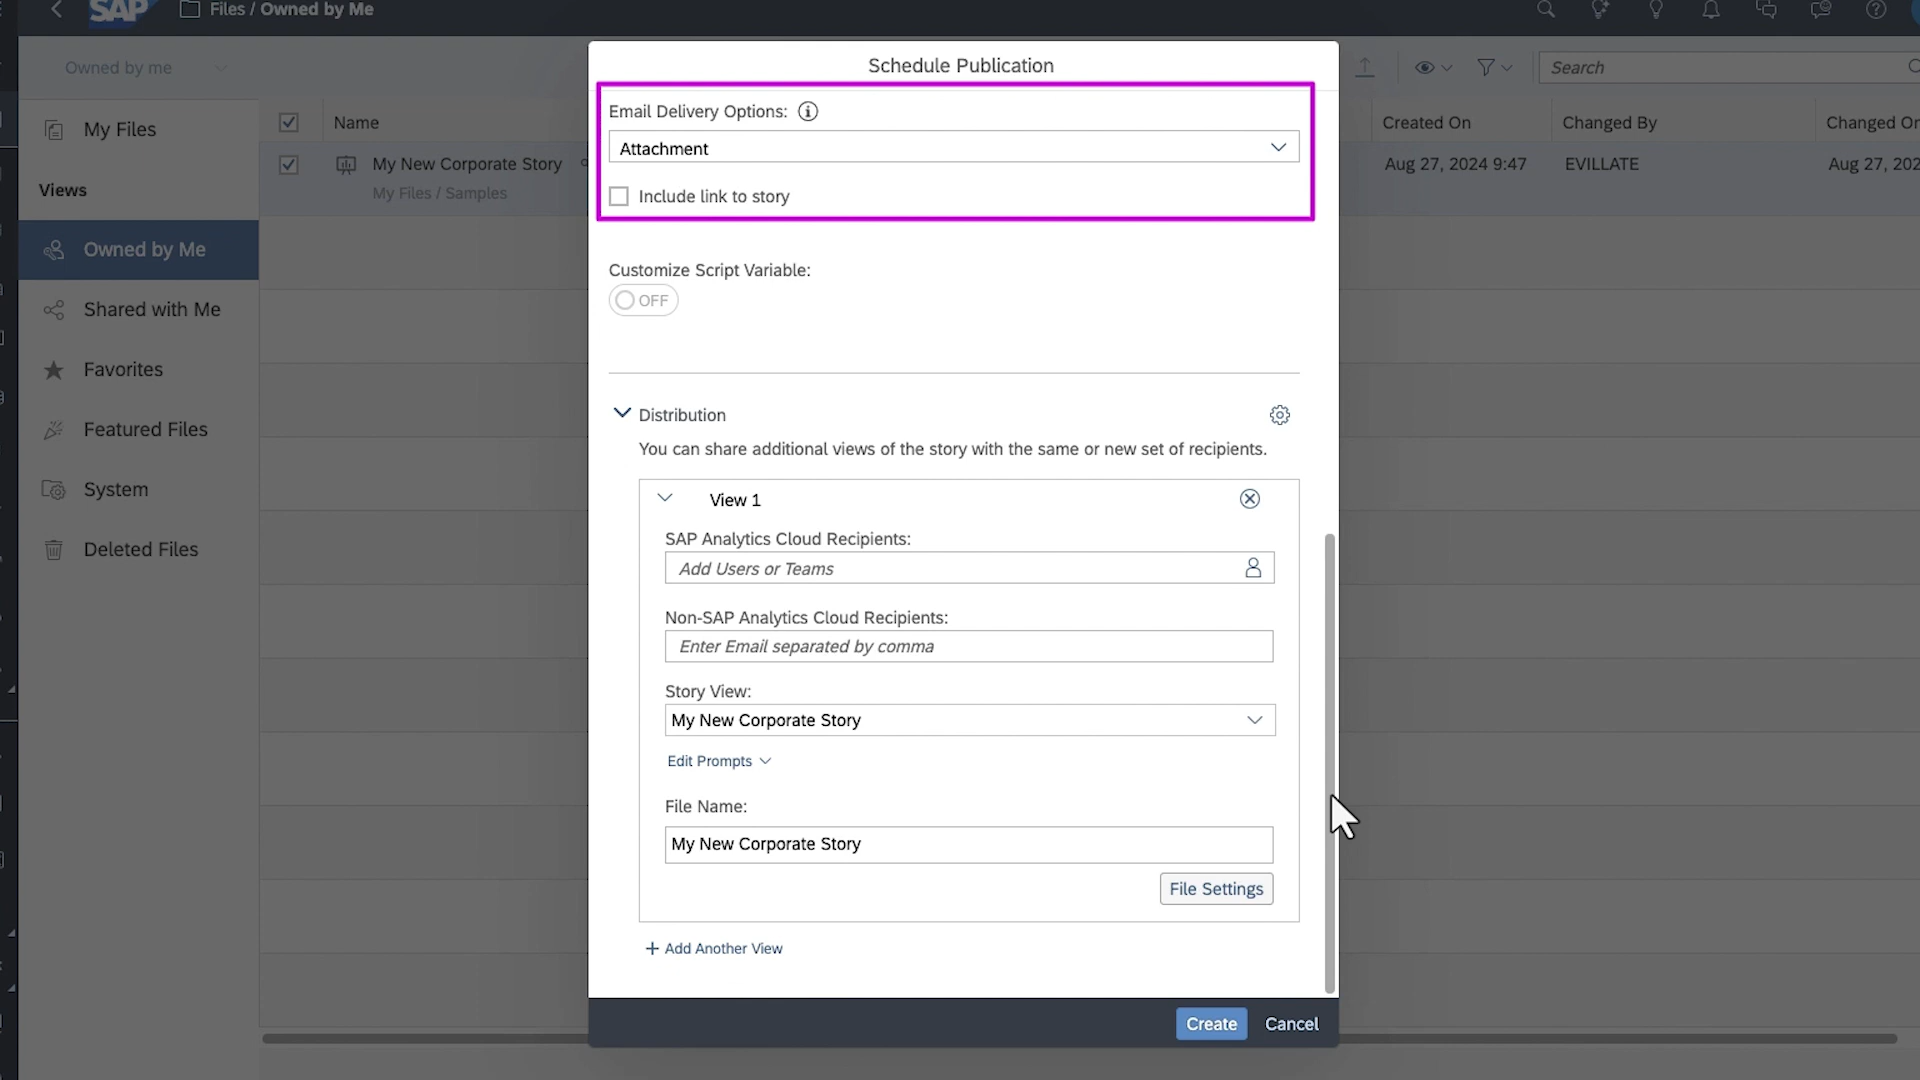 SAP
Files / Owned by Me
Schedule Publication
Owned by me
Search
Email Delivery Options:
Attachment
Include link to story
My Files
Views
Owned by Me
Shared with Me
Favorites
Featured Files
System
Deleted Files
Name
Created On
Changed By
Changed On
My New Corporate Story
My Files / Samples
Aug 27, 2024 9:47
EVILLATE
Aug 27, 202
Customize Script Variable:
OFF
Distribution
You can share additional views of the story with the same or new set of recipients.
View 1
SAP Analytics Cloud Recipients:
Add Users or Teams
Non-SAP Analytics Cloud Recipients:
Enter Email separated by comma
Story View:
My New Corporate Story
Edit Prompts
File Name:
My New Corporate Story
File Settings
+ Add Another View
Create
Cancel